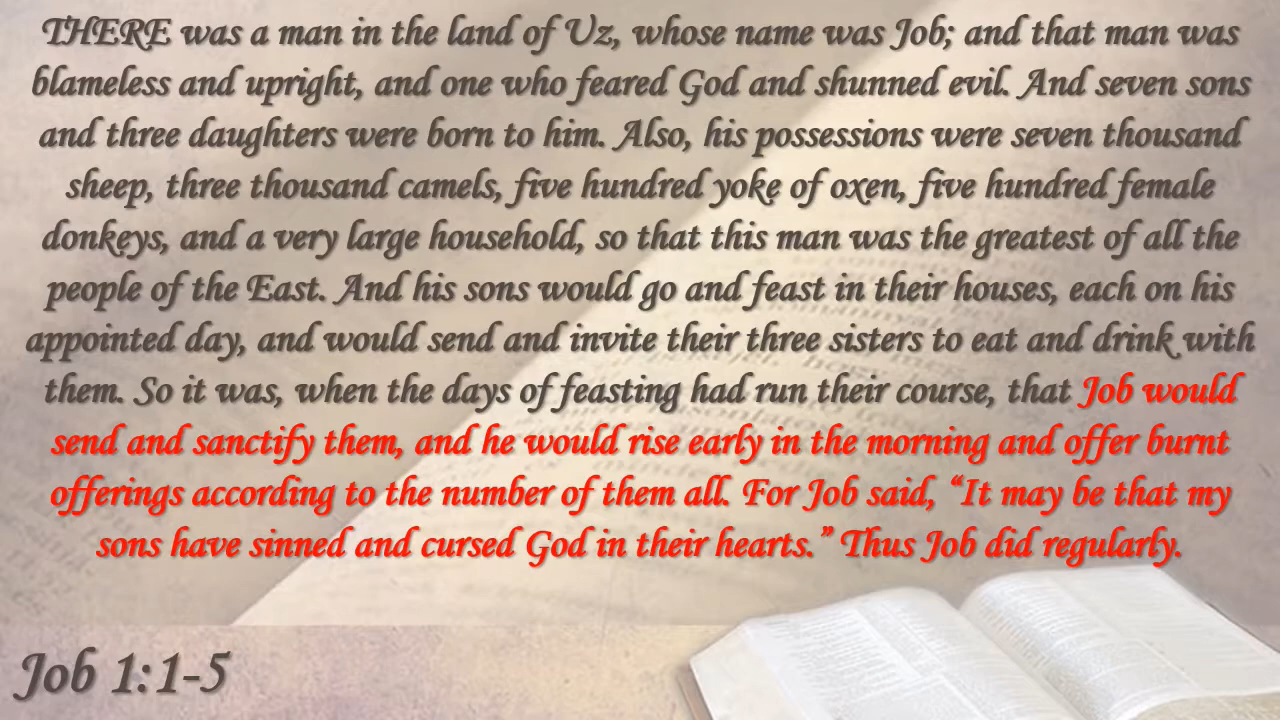 THERE was a man in the land of Uz, whose name was Job; and that man was
blameless and upright, and one who feared God and shunned evil. And seven sons
and three daughters were born to him. Also, his possessions were seven thousand
sheep, three thousand camels, five hundred yoke of oxen, five hundred female
donkeys, and a very large household, so that this man was the greatest of all the
people of the East. And his sons would go and feast in their houses, each on his
appointed day, and would send and invite their three sisters to eat and drink with
them. So it was, when the days of feasting had run their course, that Job would
send and sanctify them, and he would rise early in the morning and offer burnt
offerings according to the number of them all. For Job said, “It may be that my
sons have sinned and cursed God in their hearts.” Thus Job did regularly.
Job 1:1-5